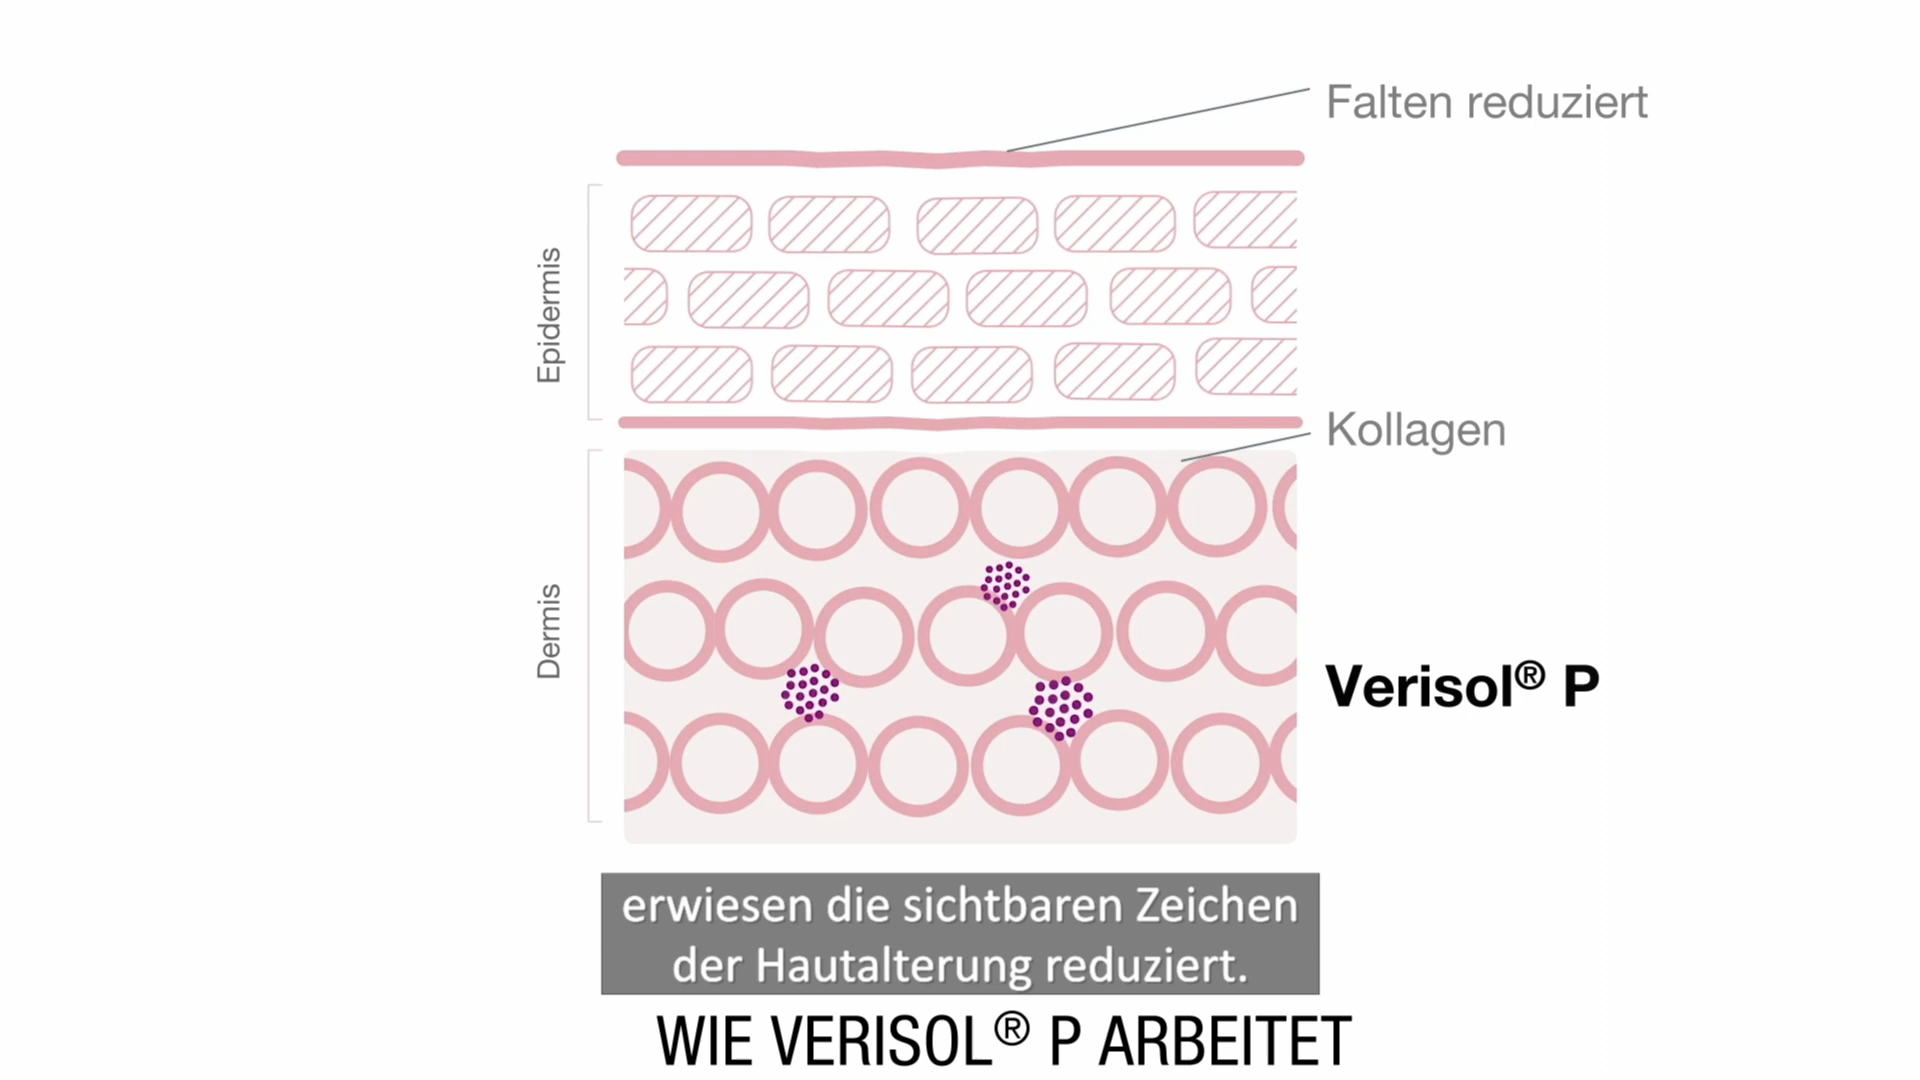 Falten reduziert
Epidermis
Kollagen
Dermis
Verisol® P
erwiesen die sichtbaren Zeichen
der Hautalterung reduziert.
WIE VERISOL® P ARBEITET